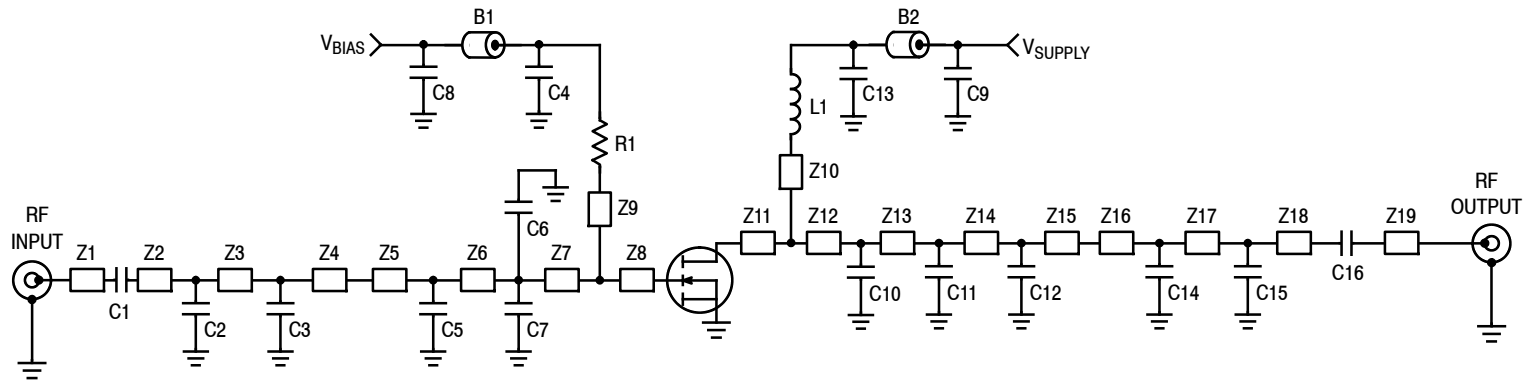 B1
B2
VBIAS
VSUPPLY
C8
C4
C13
C9
L1
R1
Z10
RF
INPUT
RF
OUTPUT
C6
Z9
Z11
Z12
Z13
Z14
Z15
Z16
Z17
Z18
Z19
Z1
Z2
Z3
Z4
Z5
Z6
Z7
Z8
C1
C16
C2
C3
C5
C7
C10
C11
C12
C14
C15